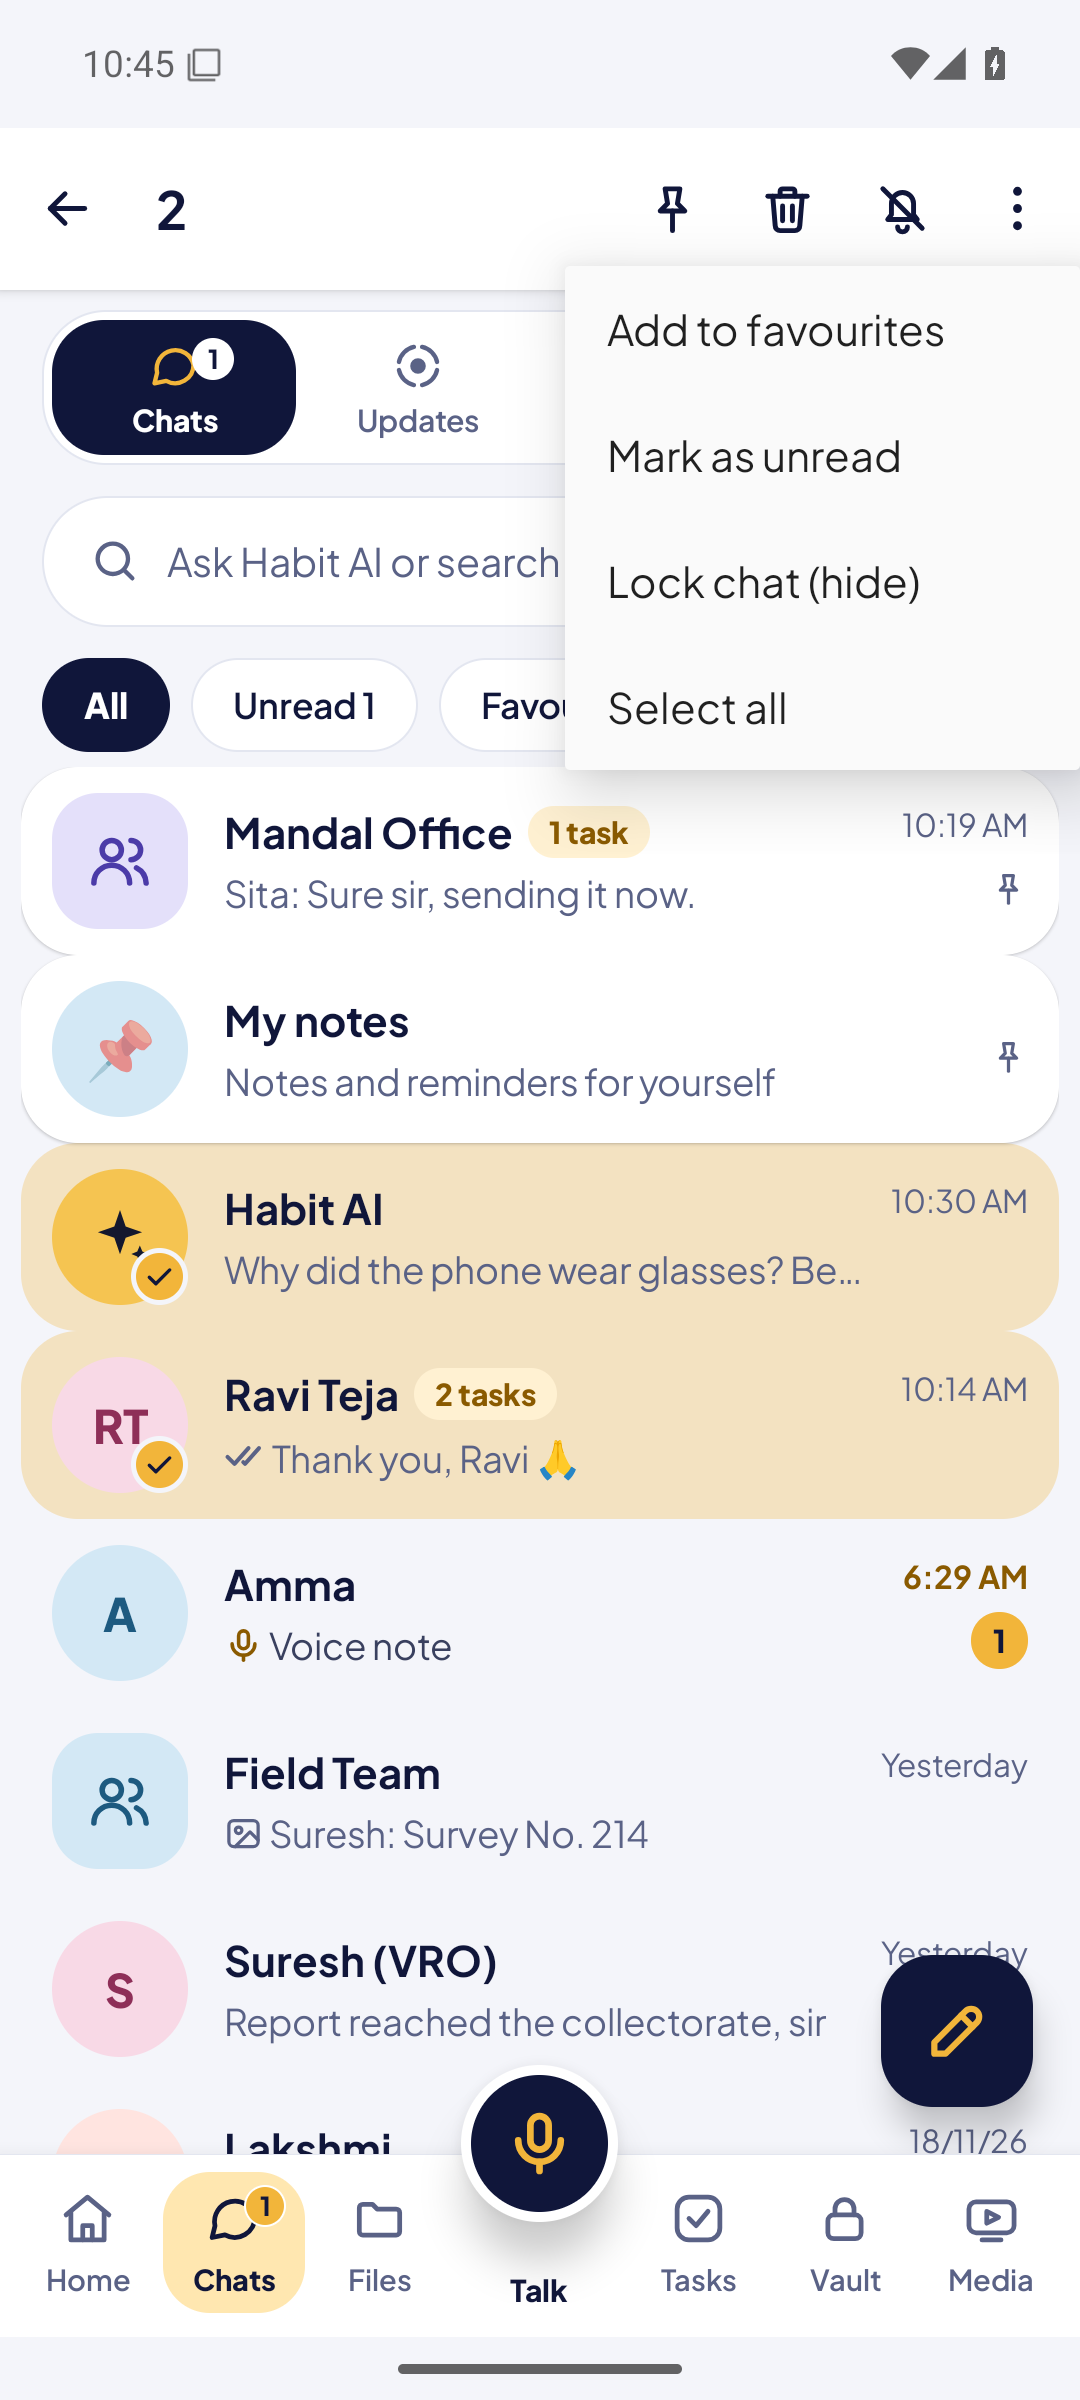 10:45
2
Add to favourites
Mark as unread
Lock chat (hide)
Select all
1
Chats
Updates
Ask Habit AI or search
All
Unread 1
Mandal Office
1 task
10:19 AM
Sita: Sure sir, sending it now.
My notes
Notes and reminders for yourself
Habit AI
10:30 AM
Why did the phone wear glasses? Be...
RT
Ravi Teja
2 tasks
10:14 AM
Thank you, Ravi 🙏
A
Amma
6:29 AM
Voice note
1
Field Team
Yesterday
Suresh: Survey No. 214
S
Suresh (VRO)
Yesterday
Report reached the collectorate, sir
Lakshmi
18/11/26
Home
1
Chats
Files
Talk
Tasks
Vault
Media